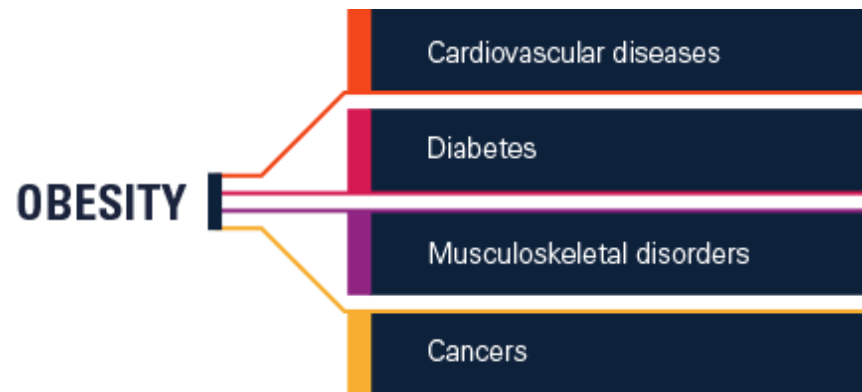 Cardiovascular diseases
Diabetes
OBESITY
Musculoskeletal disorders
Cancers